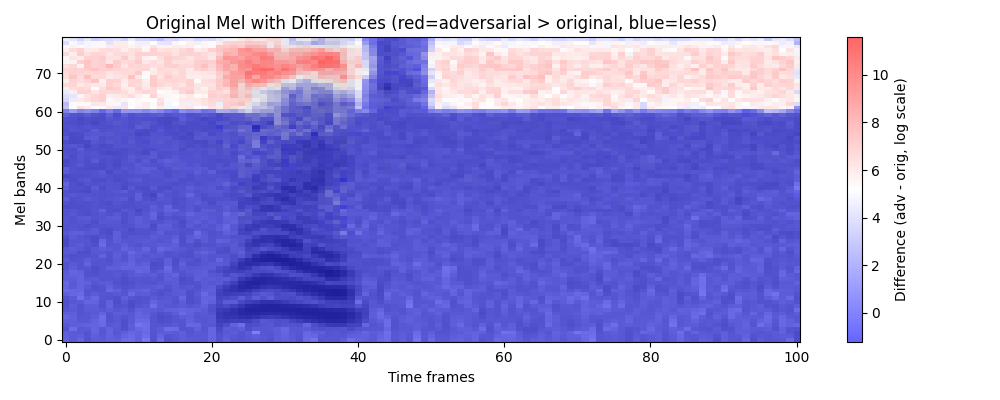 Original Mel with Differences (red=adversarial > original, blue=less)
Mel bands
70
60
50
40
30
20
10
0
0 20 40 60 80 100
Time frames
10
8
6
4
2
0
Difference (adv - orig, log scale)